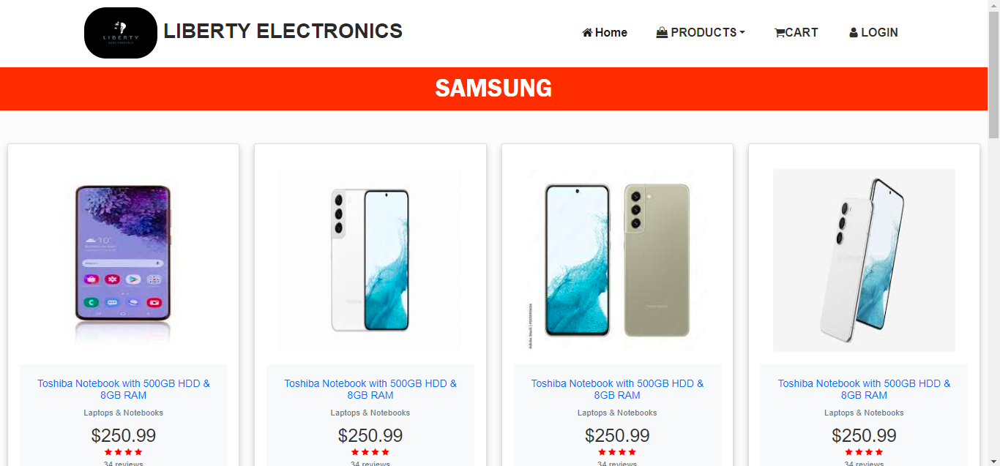 LIBERTY
LIBERTY ELECTRONICS
Home
PRODUCTS
CART
LOGIN
SAMSUNG
Toshiba Notebook with 500GB HDD &
8GB RAM
Laptops & Notebooks
$250.99
34 reviews
Toshiba Notebook with 500GB HDD &
8GB RAM
Laptops & Notebooks
$250.99
34 reviews
Toshiba Notebook with 500GB HDD &
8GB RAM
Laptops & Notebooks
$250.99
34 reviews
Toshiba Notebook with 500GB HDD &
8GB RAM
Laptops & Notebooks
$250.99
34 reviews